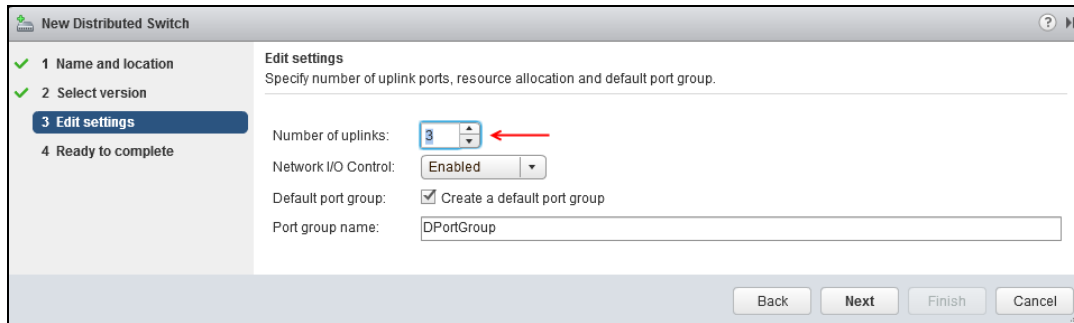 New Distributed Switch
?
1 Name and location
2 Select version
3 Edit settings
4 Ready to complete
Edit settings
Specify number of uplink ports, resource allocation and default port group.
Number of uplinks: 3
Network I/O Control: Enabled
Default port group: Create a default port group
Port group name: DPortGroup
Back Next Finish Cancel